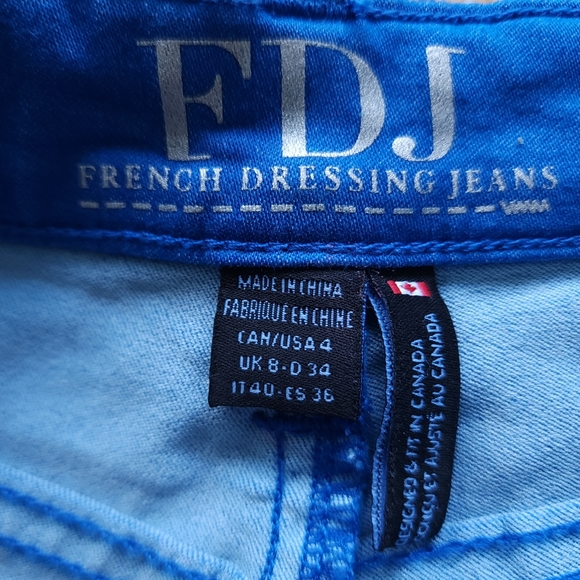 FDJ
FRENCH DRESSING JEANS
MADE IN CHINA
FABRIQUÉ EN CHINE
CAN/USA 4
UK 8 - D 34
IT 40 - ES 36
DESIGNED & FIT IN CANADA
CONÇU ET AJUSTÉ AU CANADA